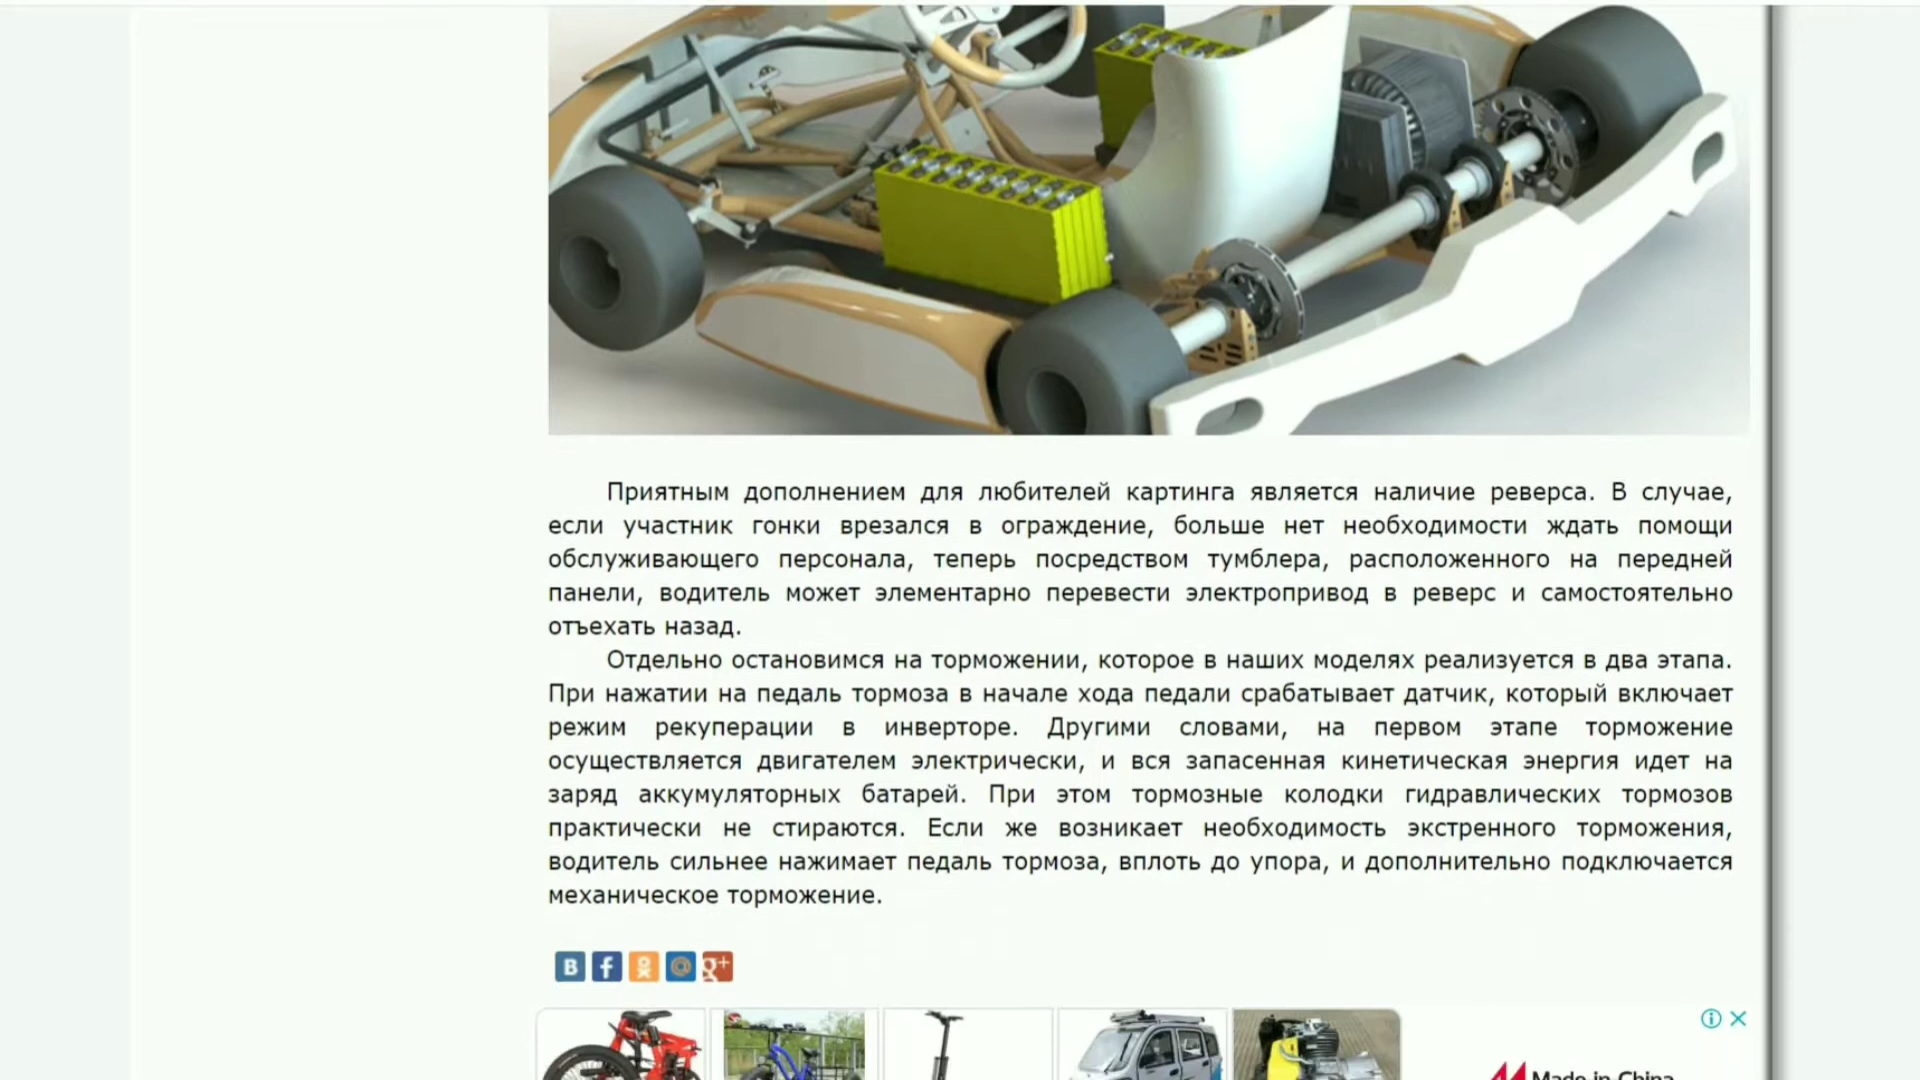 Приятным дополнением для любителей картинга является наличие реверса. В случае,
если участник гонки врезался в ограждение, больше нет необходимости ждать помощи
обслуживающего персонала, теперь посредством тумблера, расположенного на передней
панели, водитель может элементарно перевести электропривод в реверс и самостоятельно
отъехать назад.
Отдельно остановимся на торможении, которое в наших моделях реализуется в два этапа.
При нажатии на педаль тормоза в начале хода педали срабатывает датчик, который включает
режим рекуперации в инверторе. Другими словами, на первом этапе торможение
осуществляется двигателем электрически, и вся запасенная кинетическая энергия идет на
заряд аккумуляторных батарей. При этом тормозные колодки гидравлических тормозов
практически не стираются. Если же возникает необходимость экстренного торможения,
водитель сильнее нажимает педаль тормоза, вплоть до упора, и дополнительно подключается
механическое торможение.
В f @ g+
Made in China